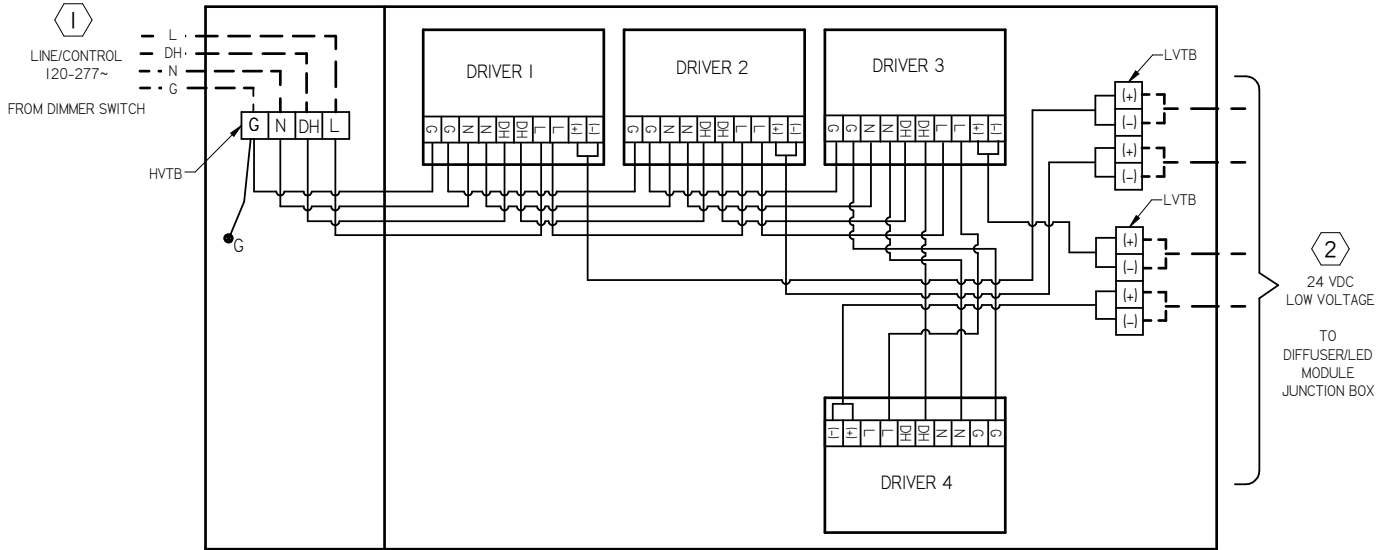 1
LINE/CONTROL
120-277~
FROM DIMMER SWITCH
L
DH
N
G
G N DH L
HVTB
G
DRIVER 1
G G N N DH DH L L (+) (-)
DRIVER 2
G G N N DH DH L L (+) (-)
DRIVER 3
G G N N DH DH L L (+) (-)
LVTB
(+)
(-)
(+)
(-)
LVTB
(+)
(-)
(+)
(-)
2
24 VDC
LOW VOLTAGE
TO
DIFFUSER/LED
MODULE
JUNCTION BOX
(-) (+) L L DH DH N N G G
DRIVER 4